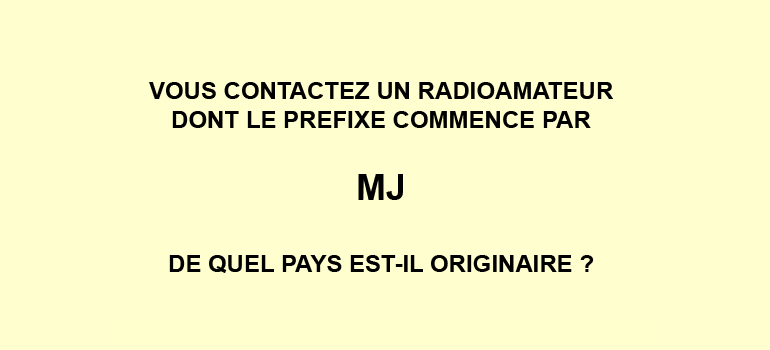 VOUS CONTACTEZ UN RADIOAMATEUR
DONT LE PREFIXE COMMENCE PAR
MJ
DE QUEL PAYS EST-IL ORIGINAIRE ?